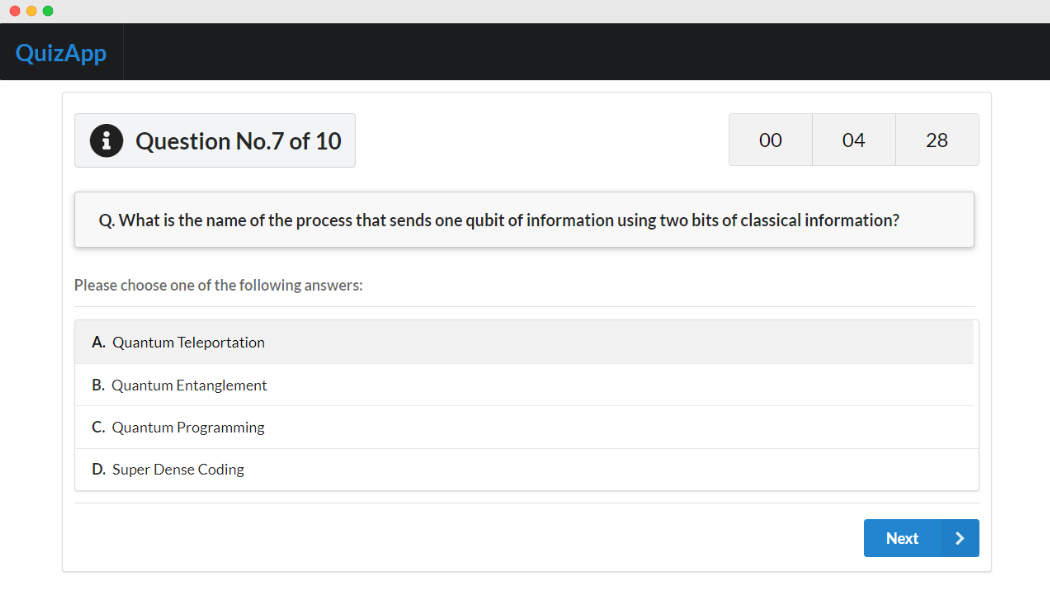 QuizApp
Question No.7 of 10
00 04 28
Q. What is the name of the process that sends one qubit of information using two bits of classical information?
Please choose one of the following answers:
A. Quantum Teleportation
B. Quantum Entanglement
C. Quantum Programming
D. Super Dense Coding
Next